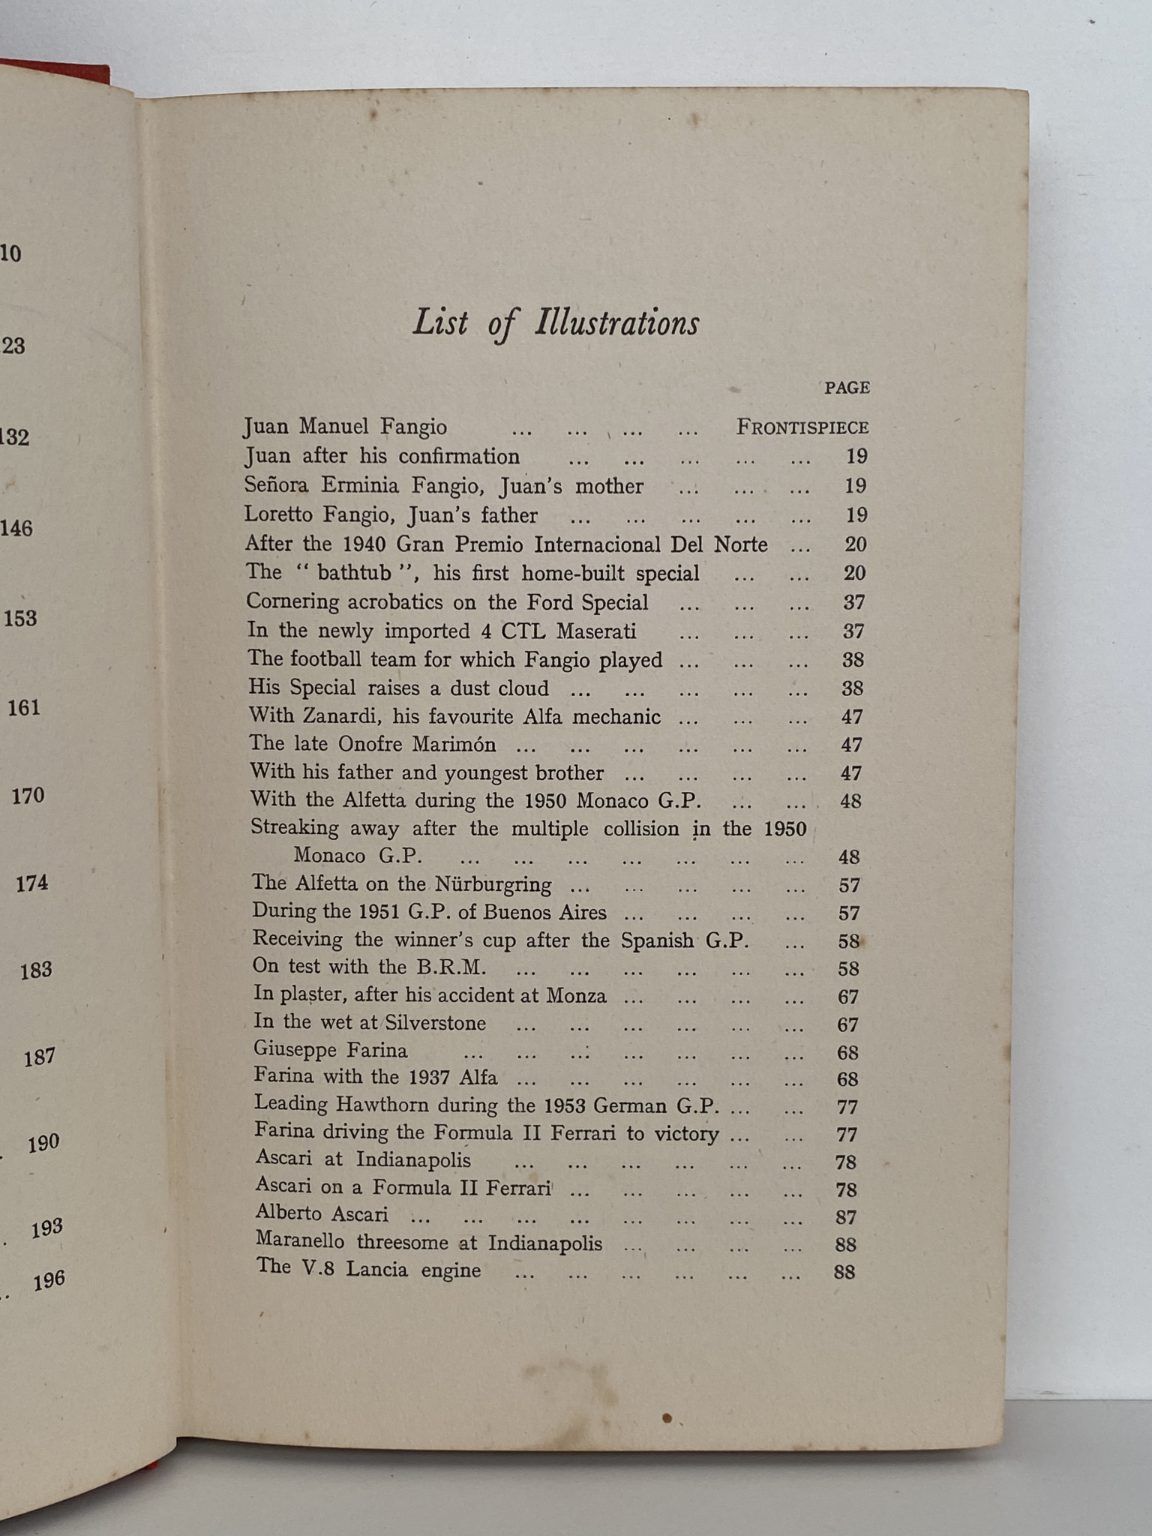 10
23
132
146
153
161
170
174
183
187
190
. 193
.. 196
List of Illustrations
PAGE
Juan Manuel Fangio ... ... ... ... FRONTISPIECE
Juan after his confirmation ... ... ... ... ... 19
Señora Erminia Fangio, Juan's mother ... ... ... 19
Loretto Fangio, Juan's father ... ... ... ... ... 19
After the 1940 Gran Premio Internacional Del Norte ... 20
The “ bathtub ”, his first home-built special ... ... 20
Cornering acrobatics on the Ford Special ... ... ... 37
In the newly imported 4 CTL Maserati ... ... ... 37
The football team for which Fangio played ... ... ... 38
His Special raises a dust cloud ... ... ... ... ... 38
With Zanardi, his favourite Alfa mechanic ... ... ... 47
The late Onofre Marimón ... ... ... ... ... ... 47
With his father and youngest brother ... ... ... ... 47
With the Alfetta during the 1950 Monaco G.P. ... ... 48
Streaking away after the multiple collision in the 1950
Monaco G.P. ... ... ... ... ... ... ... 48
The Alfetta on the Nürburgring ... ... ... ... ... 57
During the 1951 G.P. of Buenos Aires ... ... ... ... 57
Receiving the winner's cup after the Spanish G.P. ... 58
On test with the B.R.M. ... ... ... ... ... ... 58
In plaster, after his accident at Monza ... ... ... ... 67
In the wet at Silverstone ... ... ... ... ... ... 67
Giuseppe Farina ... ... ... ... ... ... ... 68
Farina with the 1937 Alfa ... ... ... ... ... ... 68
Leading Hawthorn during the 1953 German G.P. ... ... 77
Farina driving the Formula II Ferrari to victory ... ... 77
Ascari at Indianapolis ... ... ... ... ... ... 78
Ascari on a Formula II Ferrari ... ... ... ... ... 78
Alberto Ascari ... ... ... ... ... ... ... ... 87
Maranello threesome at Indianapolis ... ... ... ... 88
The V.8 Lancia engine ... ... ... ... ... ... 88